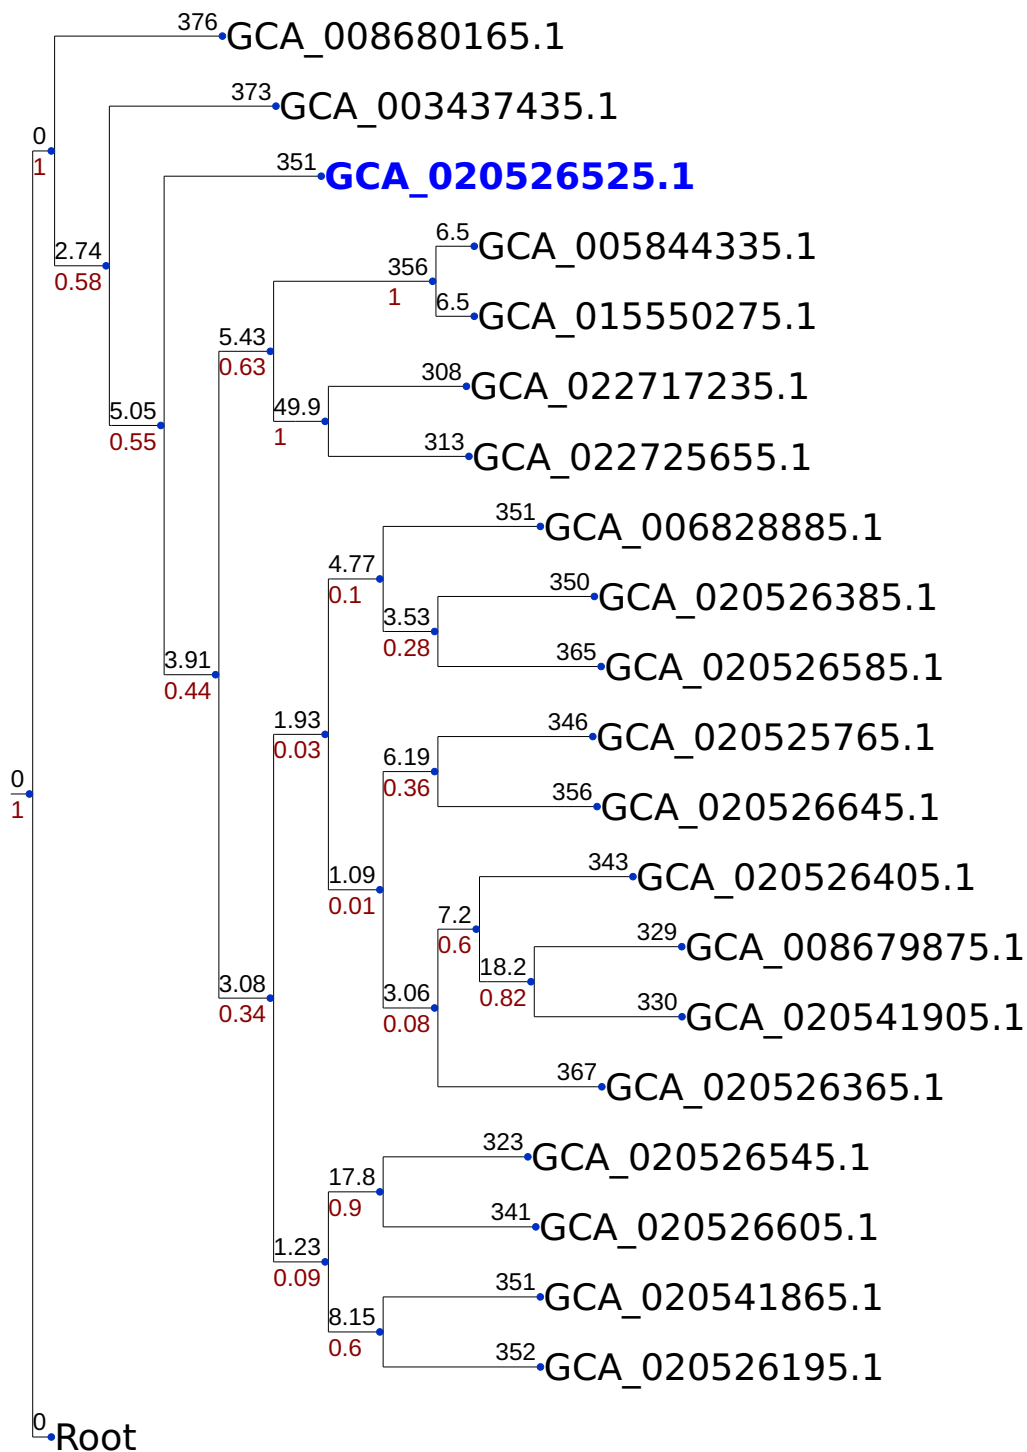 376
GCA_008680165.1
373
GCA_003437435.1
0
1
351
GCA_020526525.1
6.5
GCA_005844335.1
2.74
0.58
356
1
6.5
GCA_015550275.1
5.43
0.63
308
GCA_022717235.1
5.05
0.55
49.9
1
313
GCA_022725655.1
351
GCA_006828885.1
4.77
0.1
350
GCA_020526385.1
3.53
0.28
365
GCA_020526585.1
3.91
0.44
1.93
0.03
346
GCA_020525765.1
6.19
0.36
0
1
356
GCA_020526645.1
343
GCA_020526405.1
1.09
0.01
7.2
0.6
329
GCA_008679875.1
18.2
0.82
3.08
0.34
3.06
0.08
330
GCA_020541905.1
367
GCA_020526365.1
323
GCA_020526545.1
17.8
0.9
341
GCA_020526605.1
1.23
0.09
351
GCA_020541865.1
8.15
0.6
352
GCA_020526195.1
0
Root